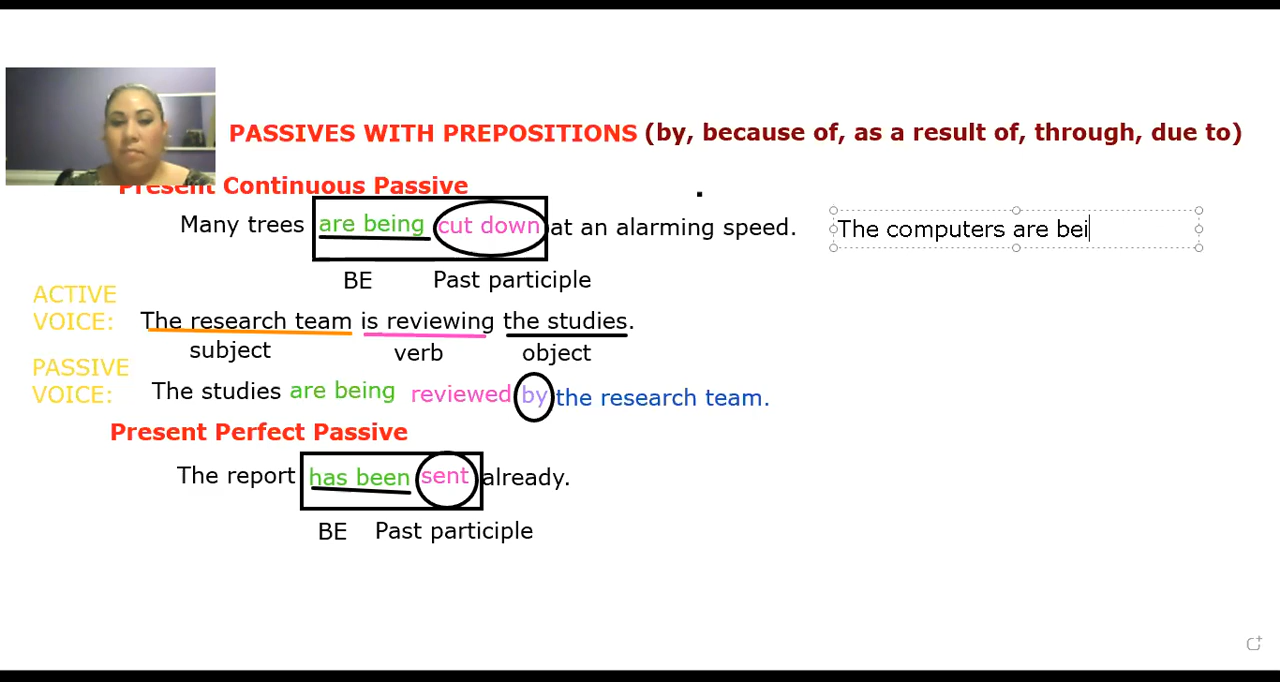 PASSIVES WITH PREPOSITIONS (by, because of, as a result of, through, due to)
Present Continuous Passive
Many trees are being cut down at an alarming speed. The computers are bei
BE Past participle
ACTIVE
VOICE: The research team is reviewing the studies.
subject verb object
PASSIVE
VOICE: The studies are being reviewed by the research team.
Present Perfect Passive
The report has been sent already.
BE Past participle